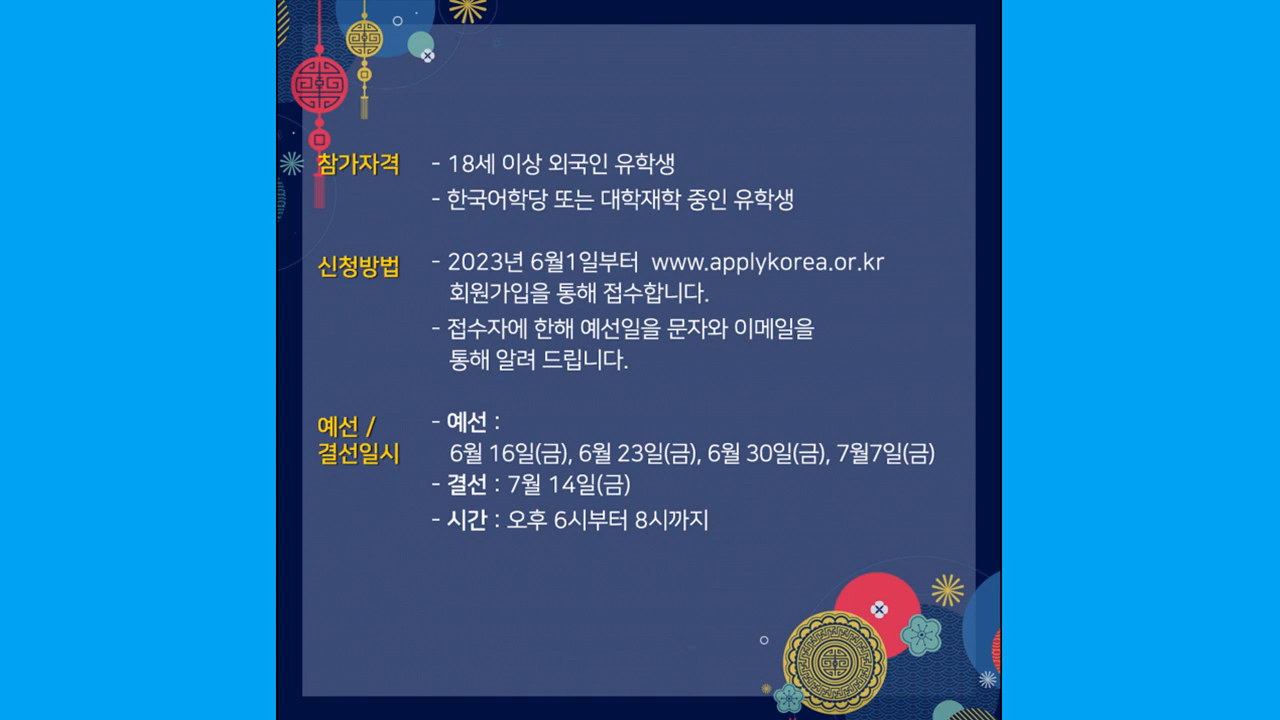 참가자격
- 18세 이상 외국인 유학생
- 한국어학당 또는 대학재학 중인 유학생
신청방법
- 2023년 6월1일부터 www.applykorea.or.kr
회원가입을 통해 접수합니다.
- 접수자에 한해 예선일을 문자와 이메일을
통해 알려 드립니다.
예선 /
결선일시
- 예선 :
6월 16일(금), 6월 23일(금), 6월 30일(금), 7월7일(금)
- 결선 : 7월 14일(금)
- 시간 : 오후 6시부터 8시까지